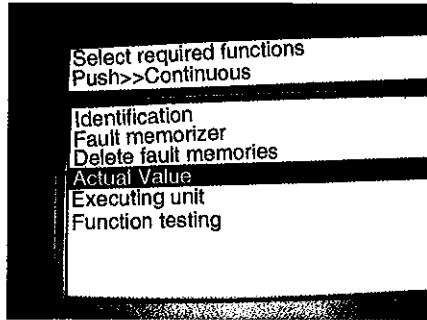 Select required functions
Push>>Continuous
Identification
Fault memorizer
Delete fault memories
Actual Value
Executing unit
Function testing